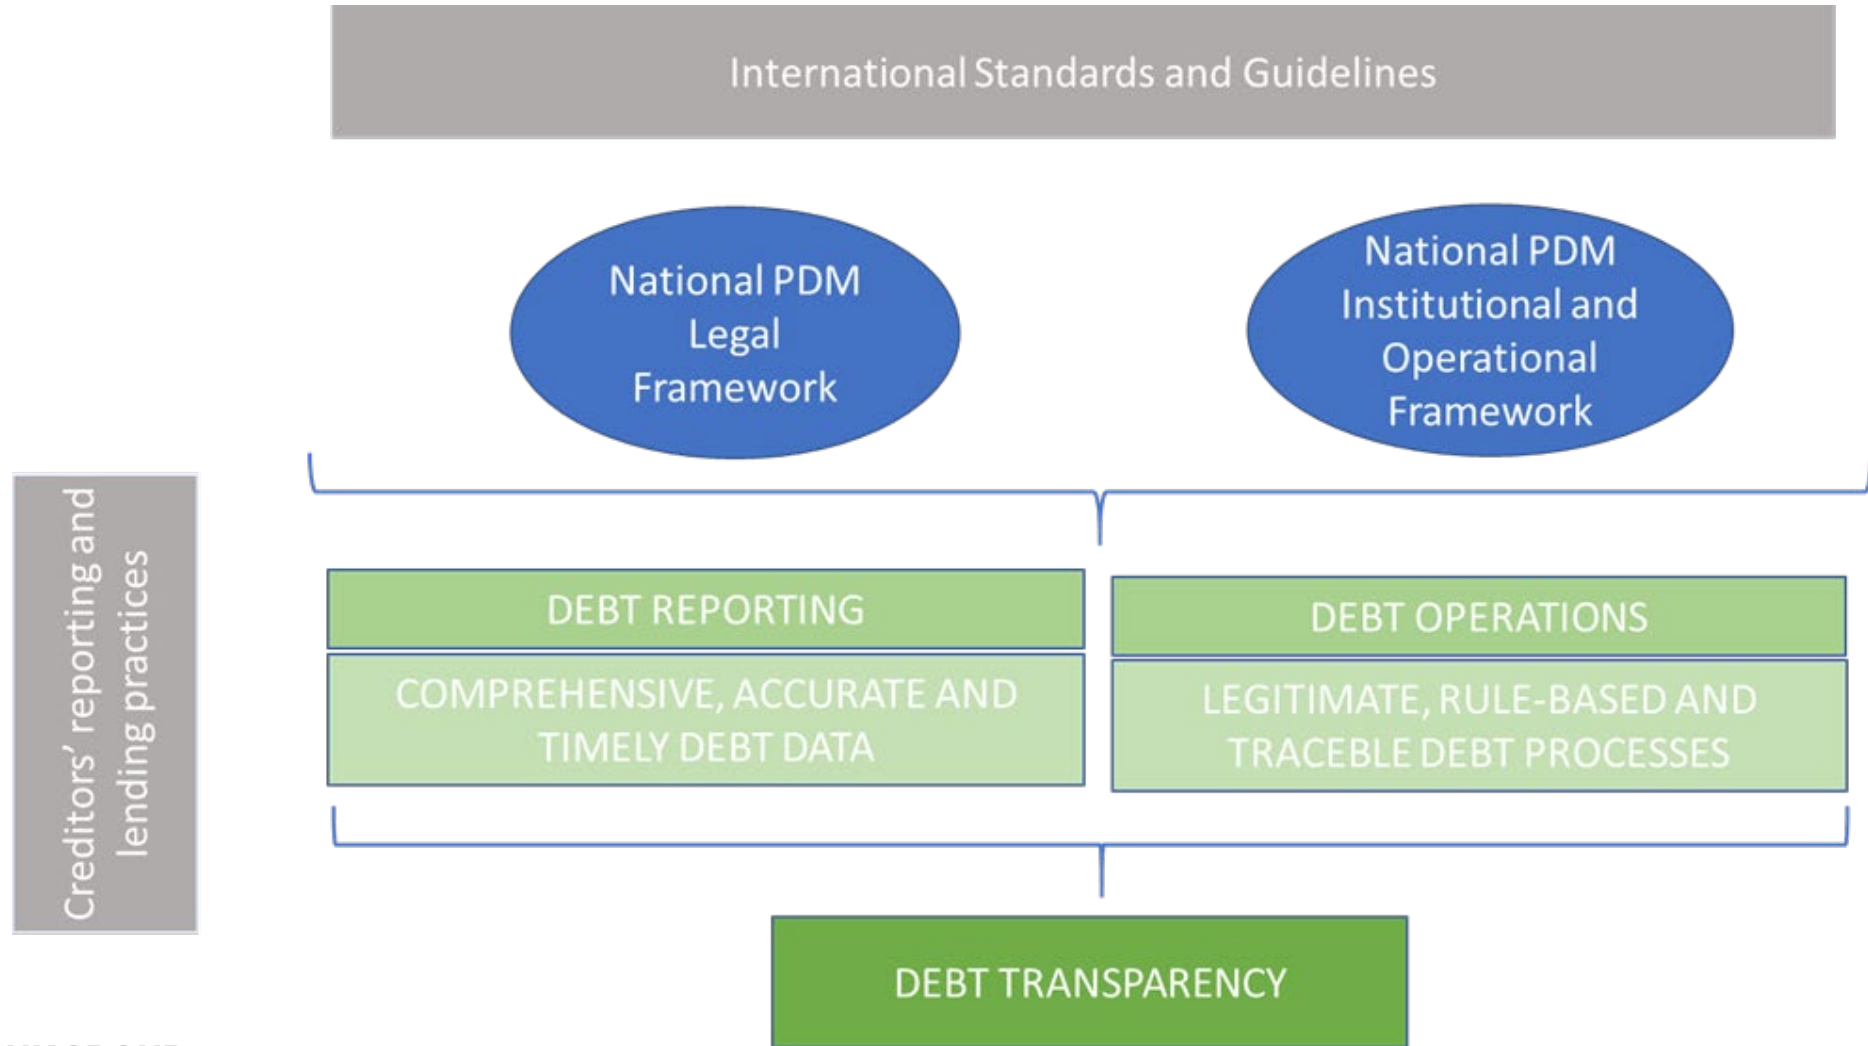 International Standards and Guidelines
National PDM
Legal
Framework
National PDM
Institutional and
Operational
Framework
Creditors’ reporting and
lending practices
DEBT REPORTING
COMPREHENSIVE, ACCURATE AND
TIMELY DEBT DATA
DEBT OPERATIONS
LEGITIMATE, RULE-BASED AND
TRACEBLE DEBT PROCESSES
DEBT TRANSPARENCY